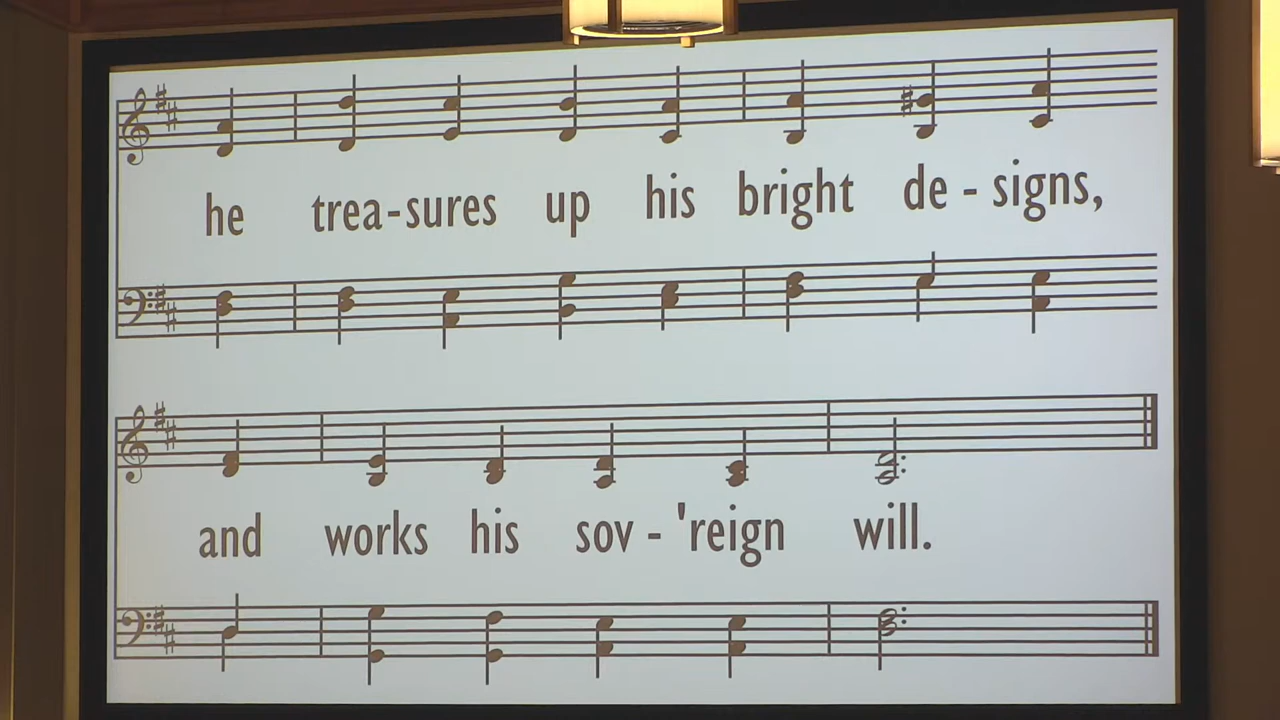 he trea-sures up his bright de - signs,
and works his sov - 'reign will.